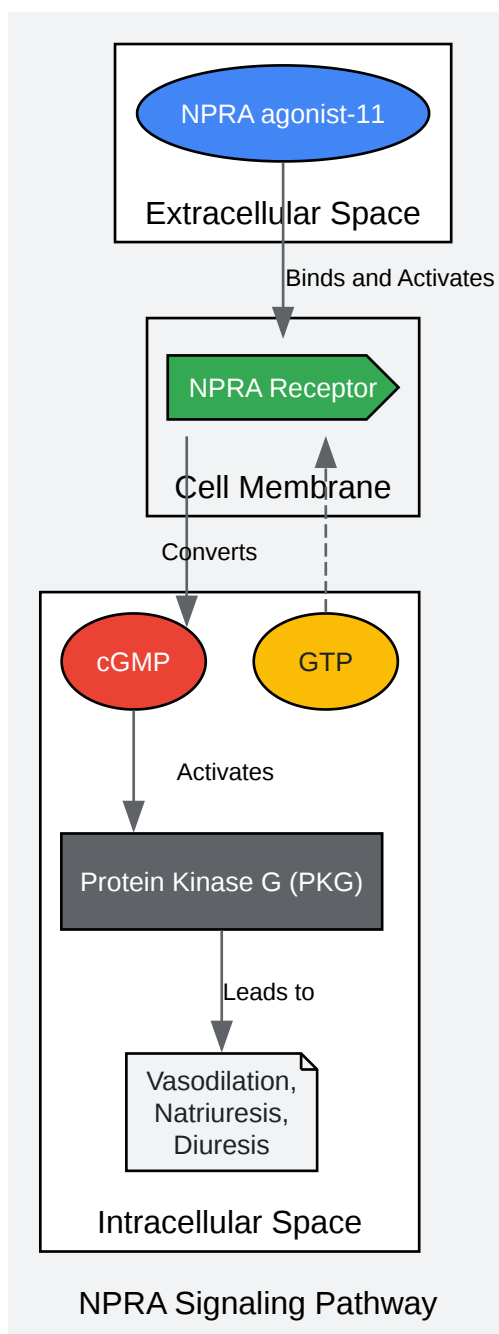 NPRA agonist-11
Extracellular Space
Binds and Activates
NPRA Receptor
Cell Membrane
Converts
cGMP
GTP
Activates
Protein Kinase G (PKG)
Leads to
Vasodilation,
Natriuresis,
Diuresis
Intracellular Space
NPRA Signaling Pathway